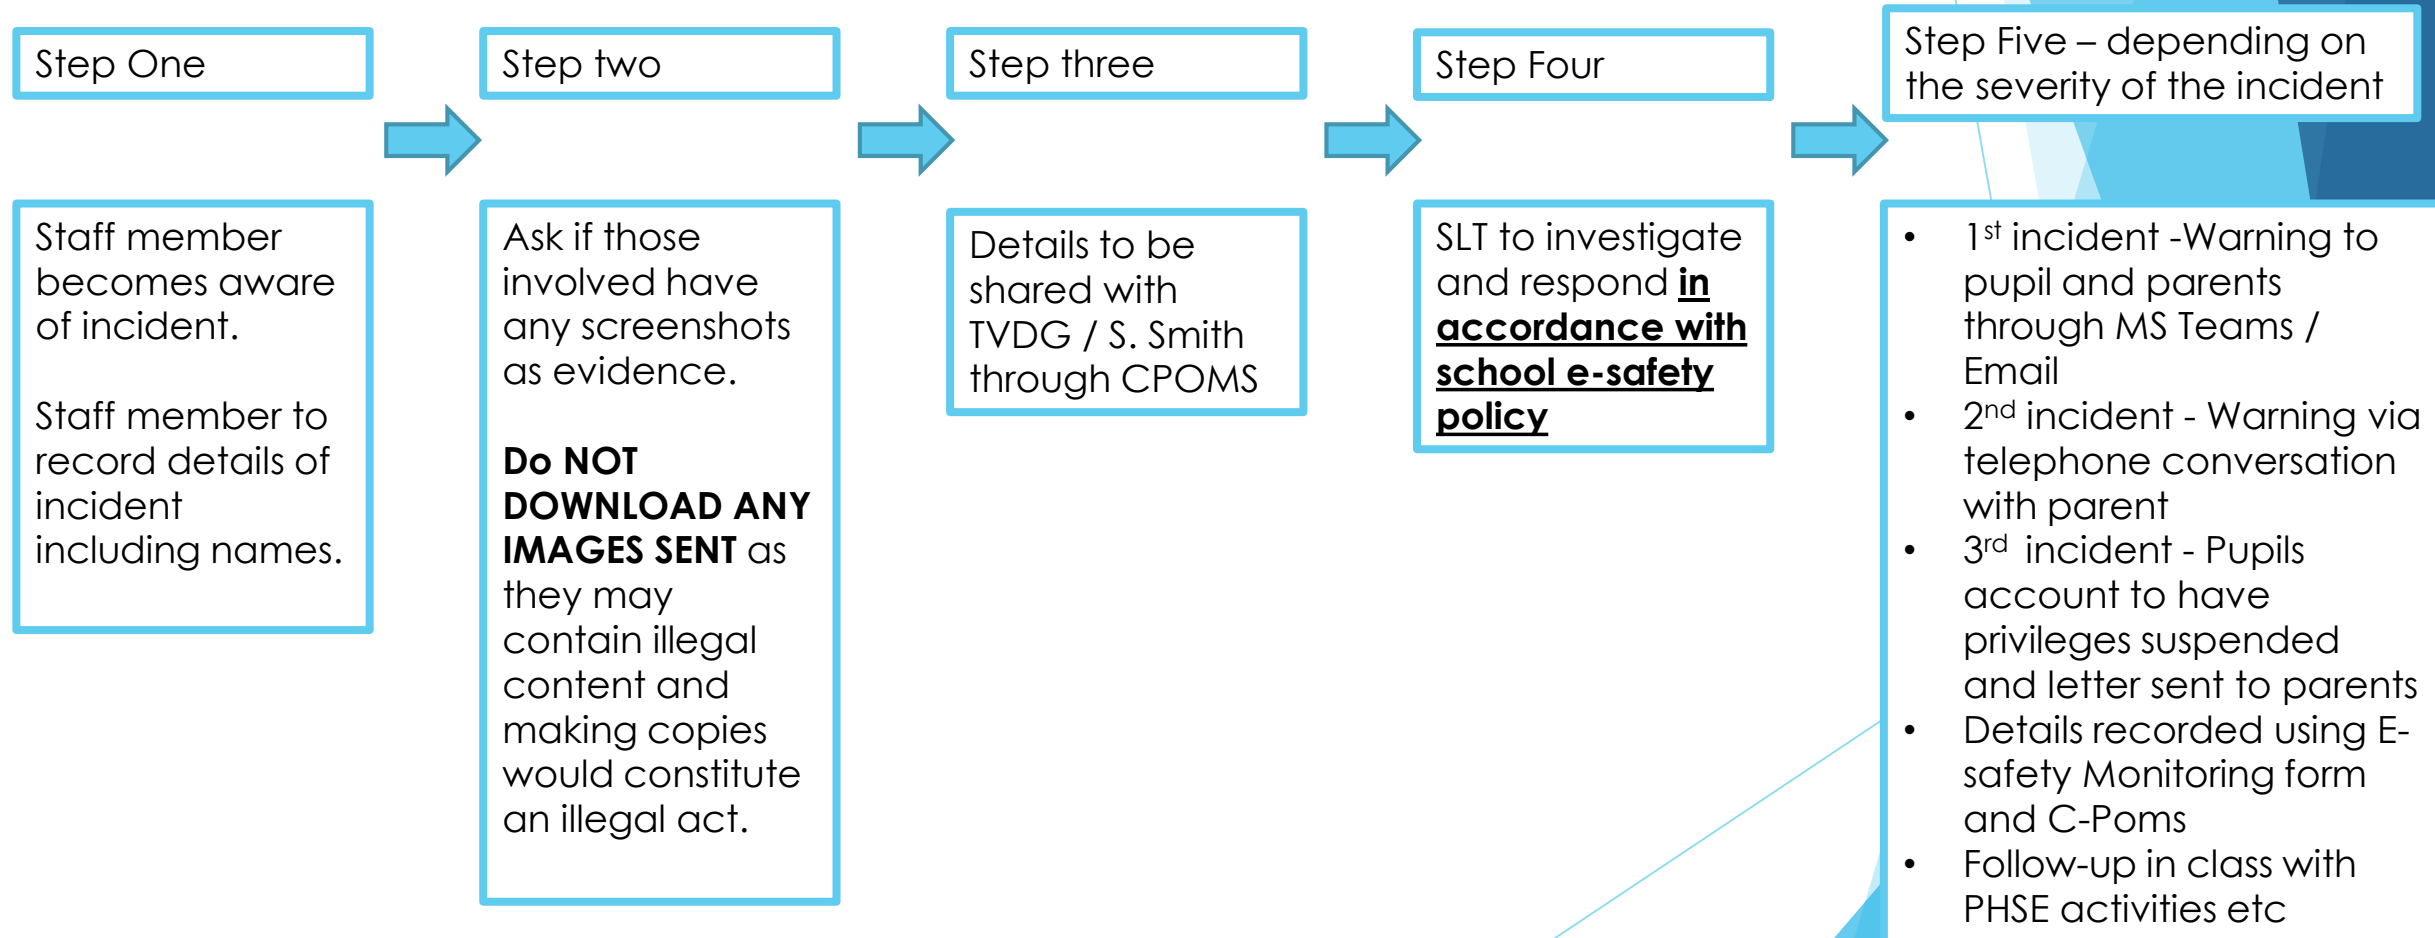 Step One
Staff member
becomes aware
of incident.
Staff member to
record details of
incident
including names.
Step two
Ask if those
involved have
any screenshots
as evidence.
Do NOT
DOWNLOAD ANY
IMAGES SENT as
they may
contain illegal
content and
making copies
would constitute
an illegal act.
Step three
Details to be
shared with
TVDG / S. Smith
through CPOMS
Step Four
SLT to investigate
and respond in
accordance with
school e-safety
policy
Step Five – depending on
the severity of the incident
• 1st incident -Warning to
pupil and parents
through MS Teams /
Email
• 2nd incident - Warning via
telephone conversation
with parent
• 3rd incident - Pupils
account to have
privileges suspended
and letter sent to parents
• Details recorded using E-
safety Monitoring form
and C-Poms
• Follow-up in class with
PHSE activities etc